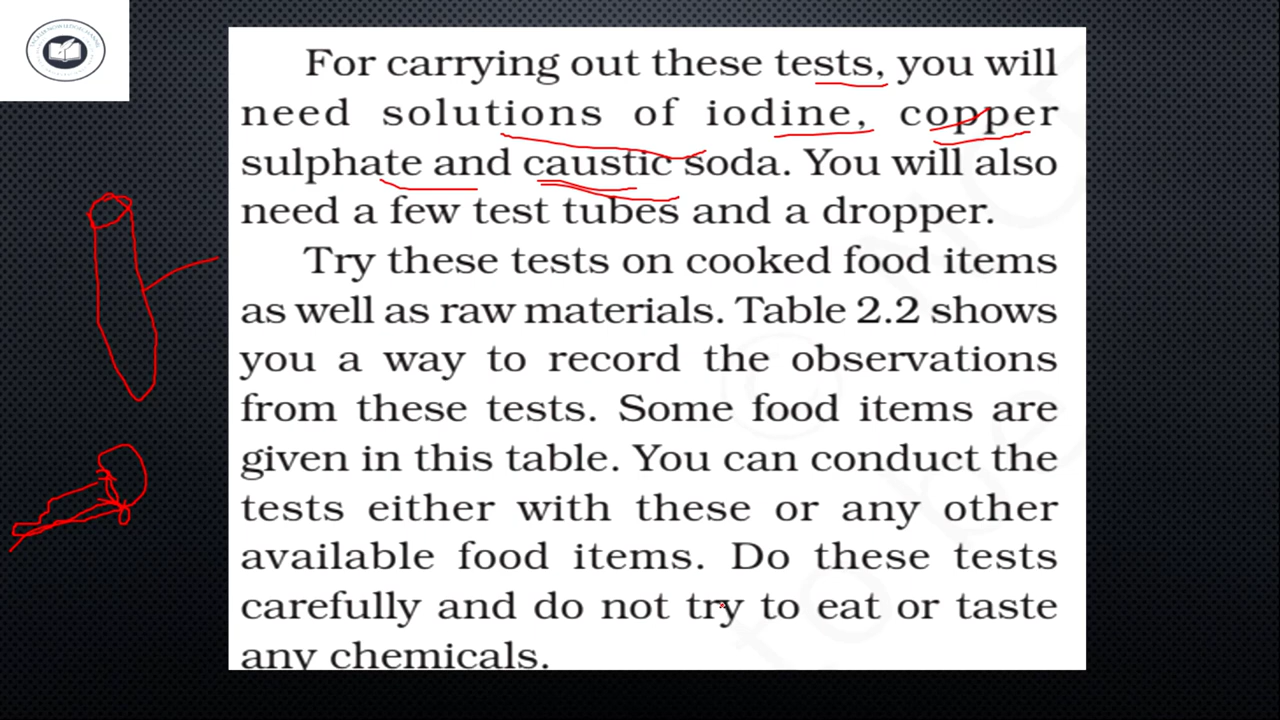 For carrying out these tests, you will
need solutions of iodine, copper
sulphate and caustic soda. You will also
need a few test tubes and a dropper.
Try these tests on cooked food items
as well as raw materials. Table 2.2 shows
you a way to record the observations
from these tests. Some food items are
given in this table. You can conduct the
tests either with these or any other
available food items. Do these tests
carefully and do not try to eat or taste
any chemicals.